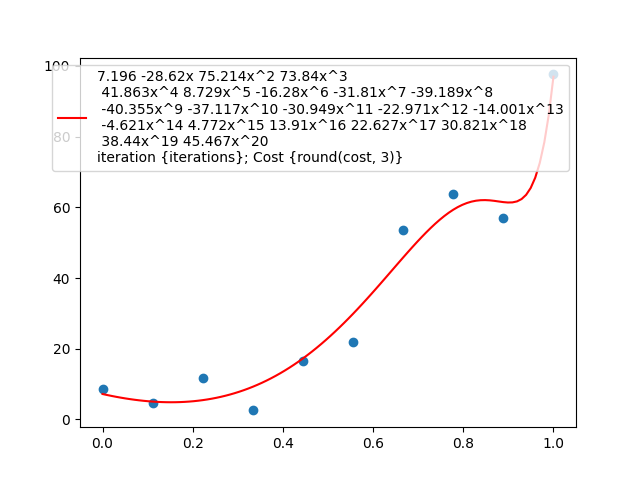 100
7.196 -28.62x 75.214x^2 73.84x^3
41.863x^4 8.729x^5 -16.28x^6 -31.81x^7 -39.189x^8
-40.355x^9 -37.117x^10 -30.949x^11 -22.971x^12 -14.001x^13
-4.621x^14 4.772x^15 13.91x^16 22.627x^17 30.821x^18
38.44x^19 45.467x^20
iteration {iterations}; Cost {round(cost, 3)}
80
60
40
20
0
0.0 0.2 0.4 0.6 0.8 1.0